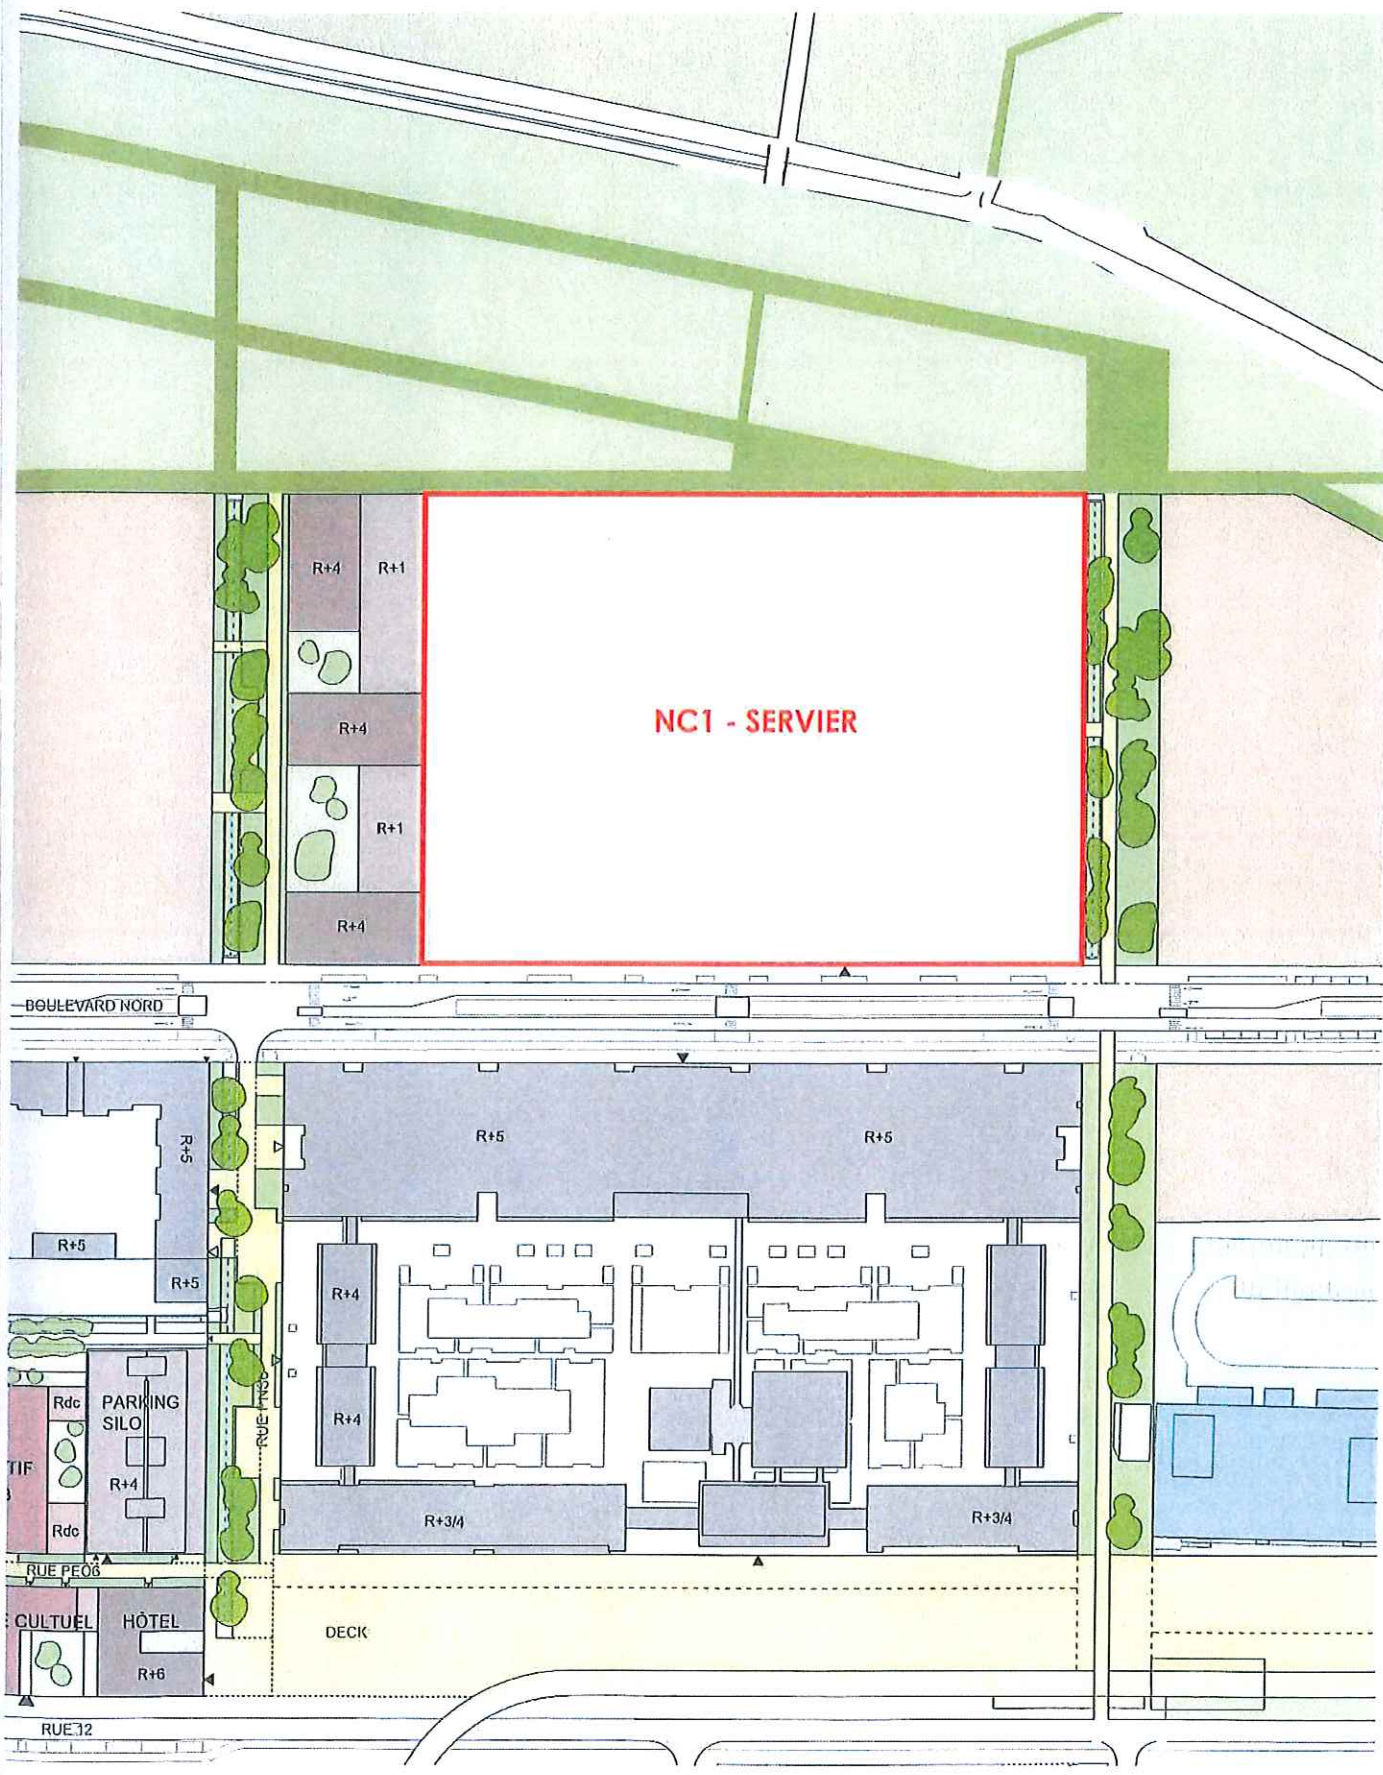 R+4
R+1
R+4
R+1
R+4
NC1 - SERVIER
BOULEVARD NORD
R+5
R+5
R+5
R+5
R+5
R+4
R+4
R+3/4
R+3/4
Rdc
PARKING
SILO
R+4
TIF
Rdc
RUE PE06
CULTUEL
HÔTEL
R+6
DECK
RUE 12